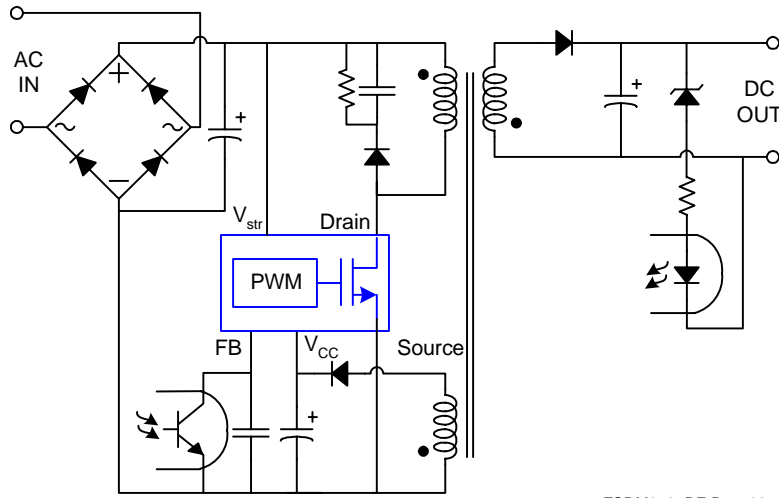 AC
IN
+
−
~
~
+
V_str
Drain
PWM
FB
V_CC
Source
+
+
DC
OUT